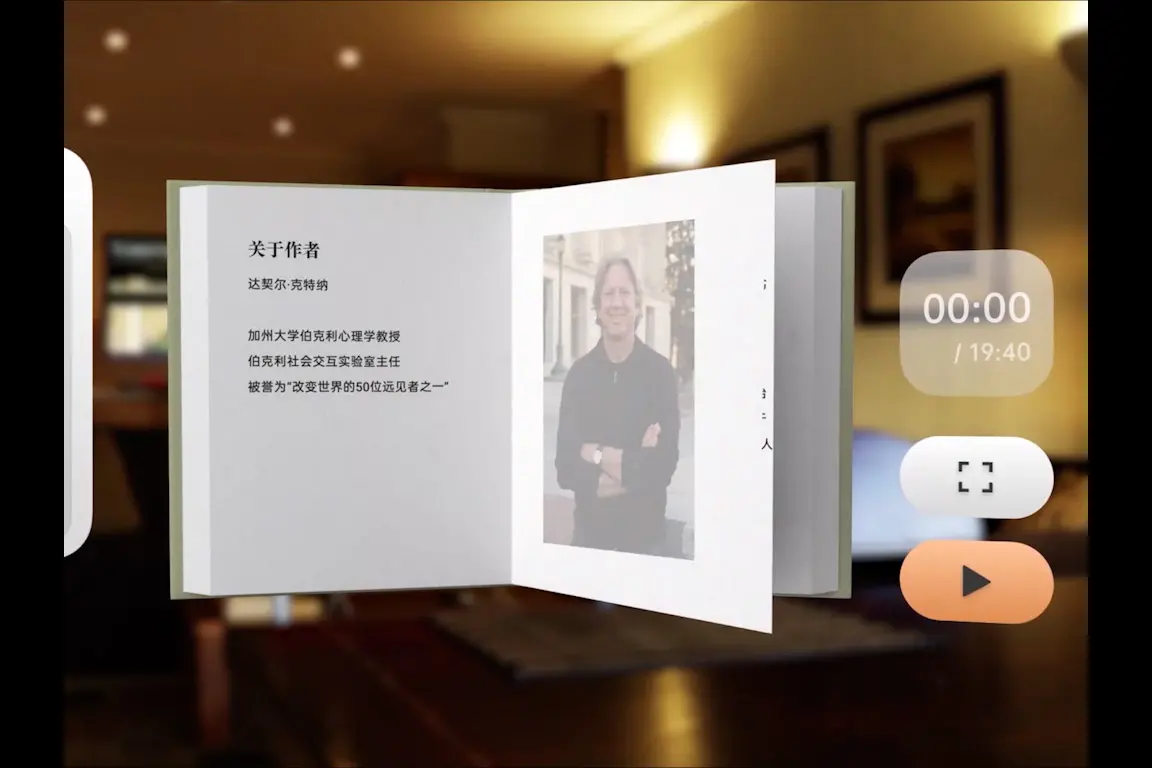 关于作者
达契尔·克特纳
加州大学伯克利心理学教授
伯克利社会交互实验室主任
被誉为"改变世界的50位远见者之一"
人
00:00
/ 19:40